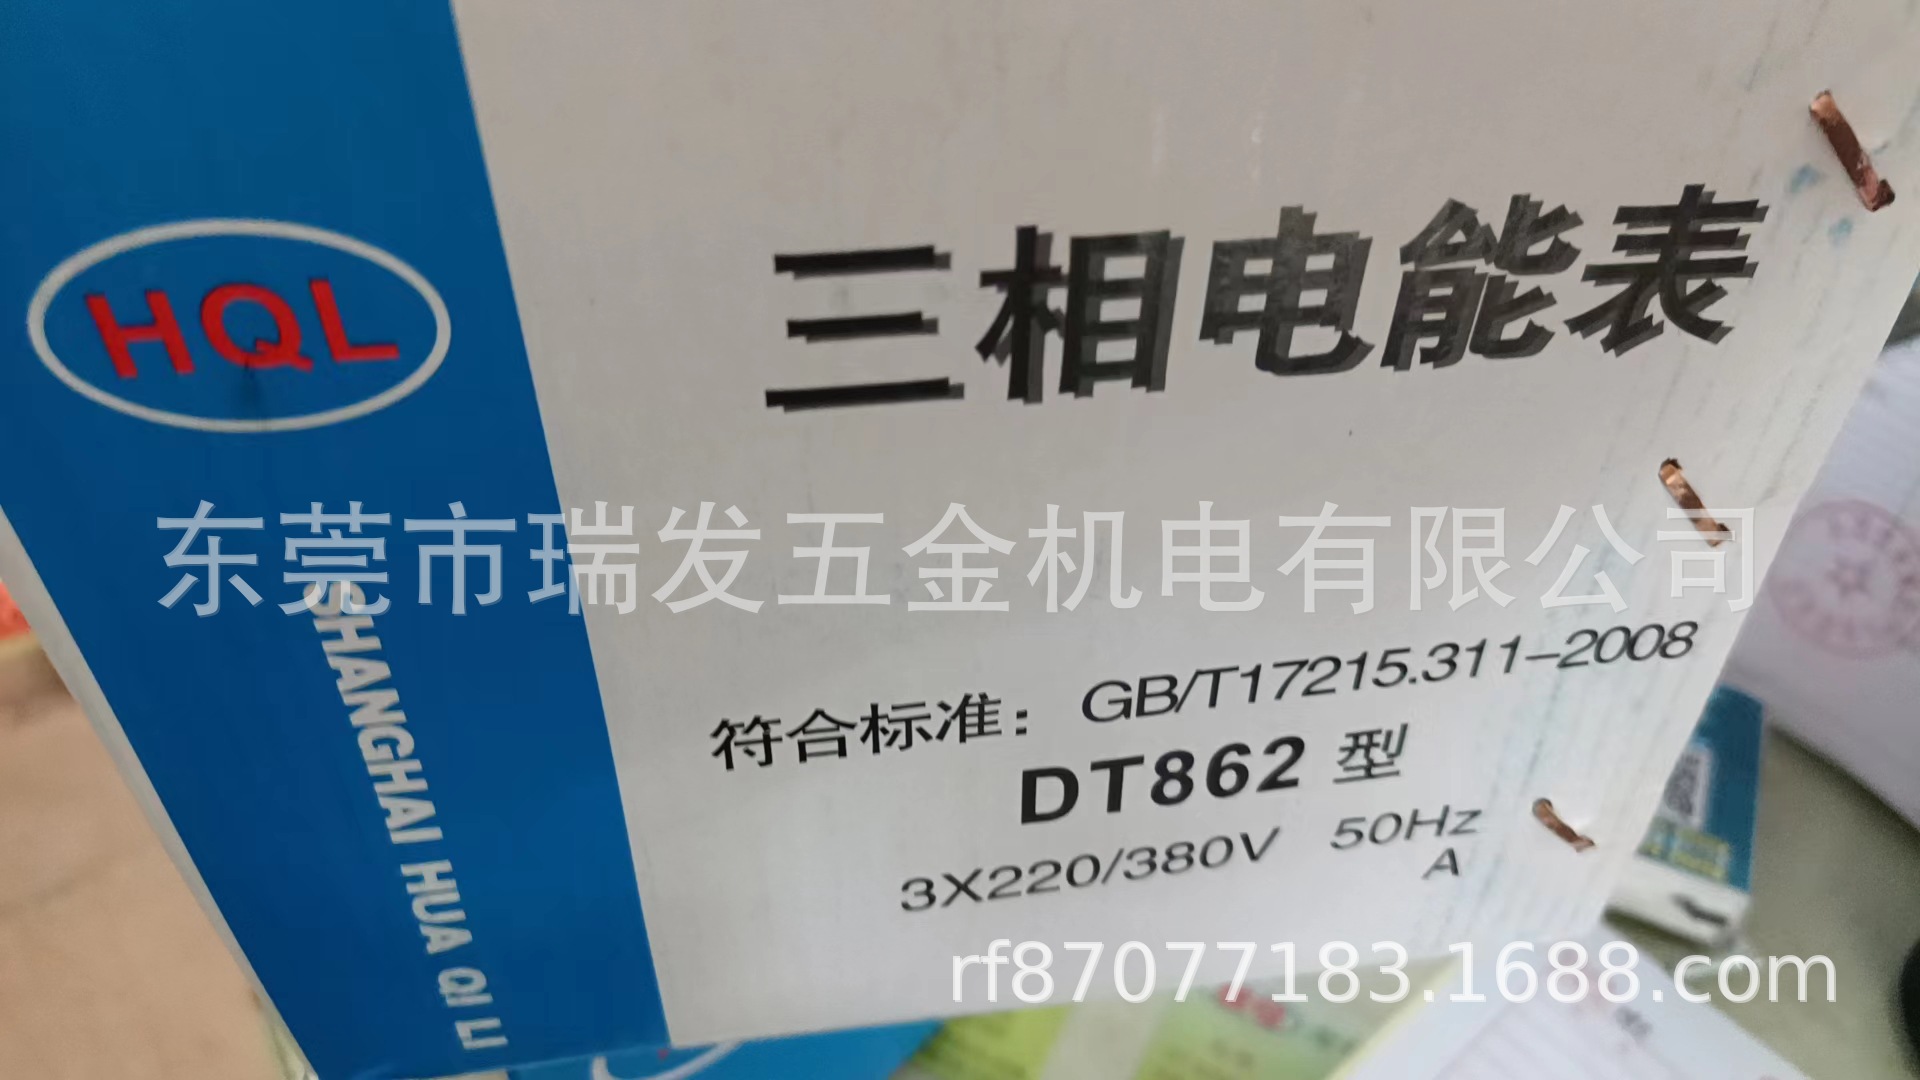 HQL
SHANGHAI HUA QI LI
三相电能表
东莞市瑞发五金机电有限公司
符合标准：GB/T17215.311-2008
DT862 型
3X220/380V 50Hz
A
rf87077183.1688.com